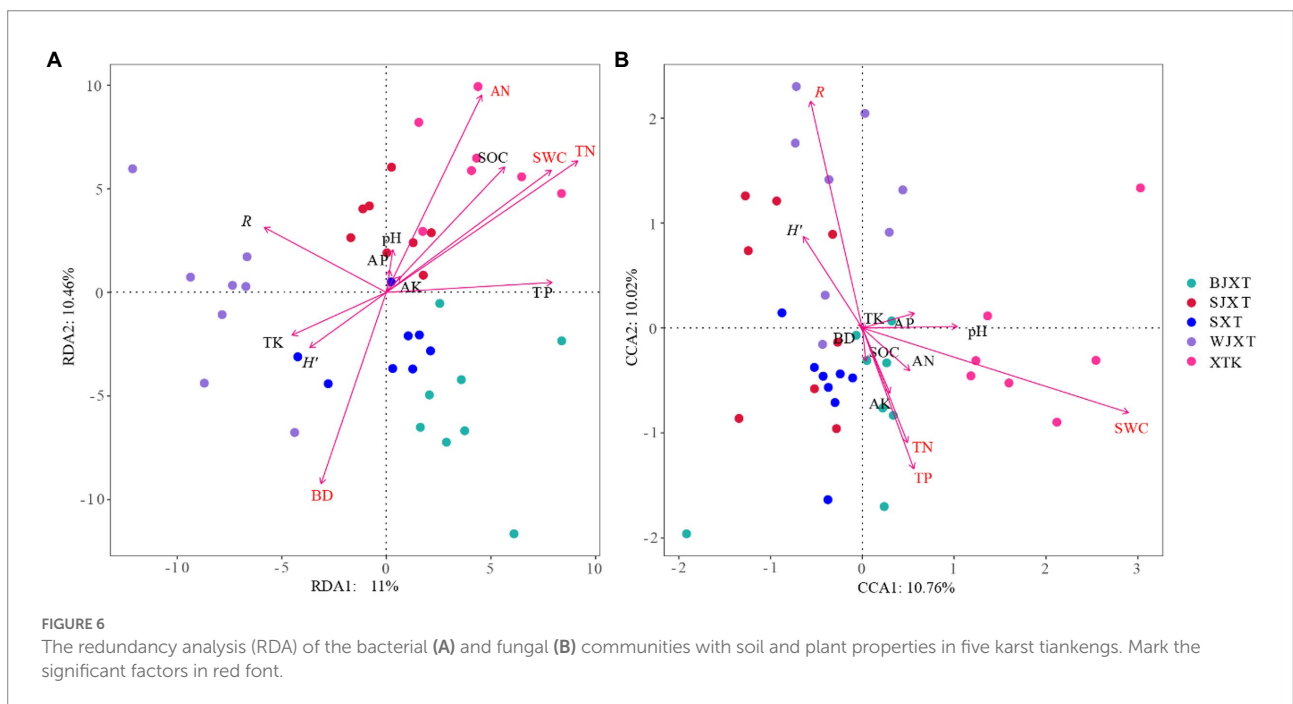 A
B
10
5
0
-5
-10
RDA2: 10.46%
-10
-5
0
5
10
RDA1: 11%
AN
SOC
SWC
TN
R
pH
AP
AK
TP
TK
H'
BD
2
1
0
-1
-2
CCA2: 10.02%
-2
-1
0
1
2
3
CCA1: 10.76%
R
H'
TK
AP
pH
BD
SOC
AN
AK
SWC
TN
TP
BJXT
SJXT
SXT
WJXT
XTK
FIGURE 6
The redundancy analysis (RDA) of the bacterial (A) and fungal (B) communities with soil and plant properties in five karst tiankengs. Mark the
significant factors in red font.